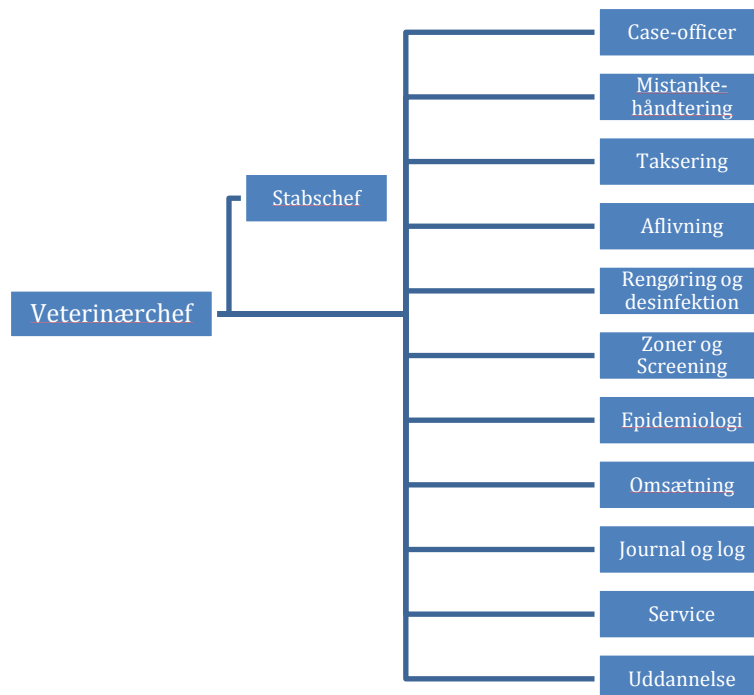 Case-officer
Mistanke-
håndtering
Taksering
Stabschef
Aflivning
Rengøring og
desinfektion
Veterinærchef
Zoner og
Screening
Epidemiologi
Omsætning
Journal og log
Service
Uddannelse